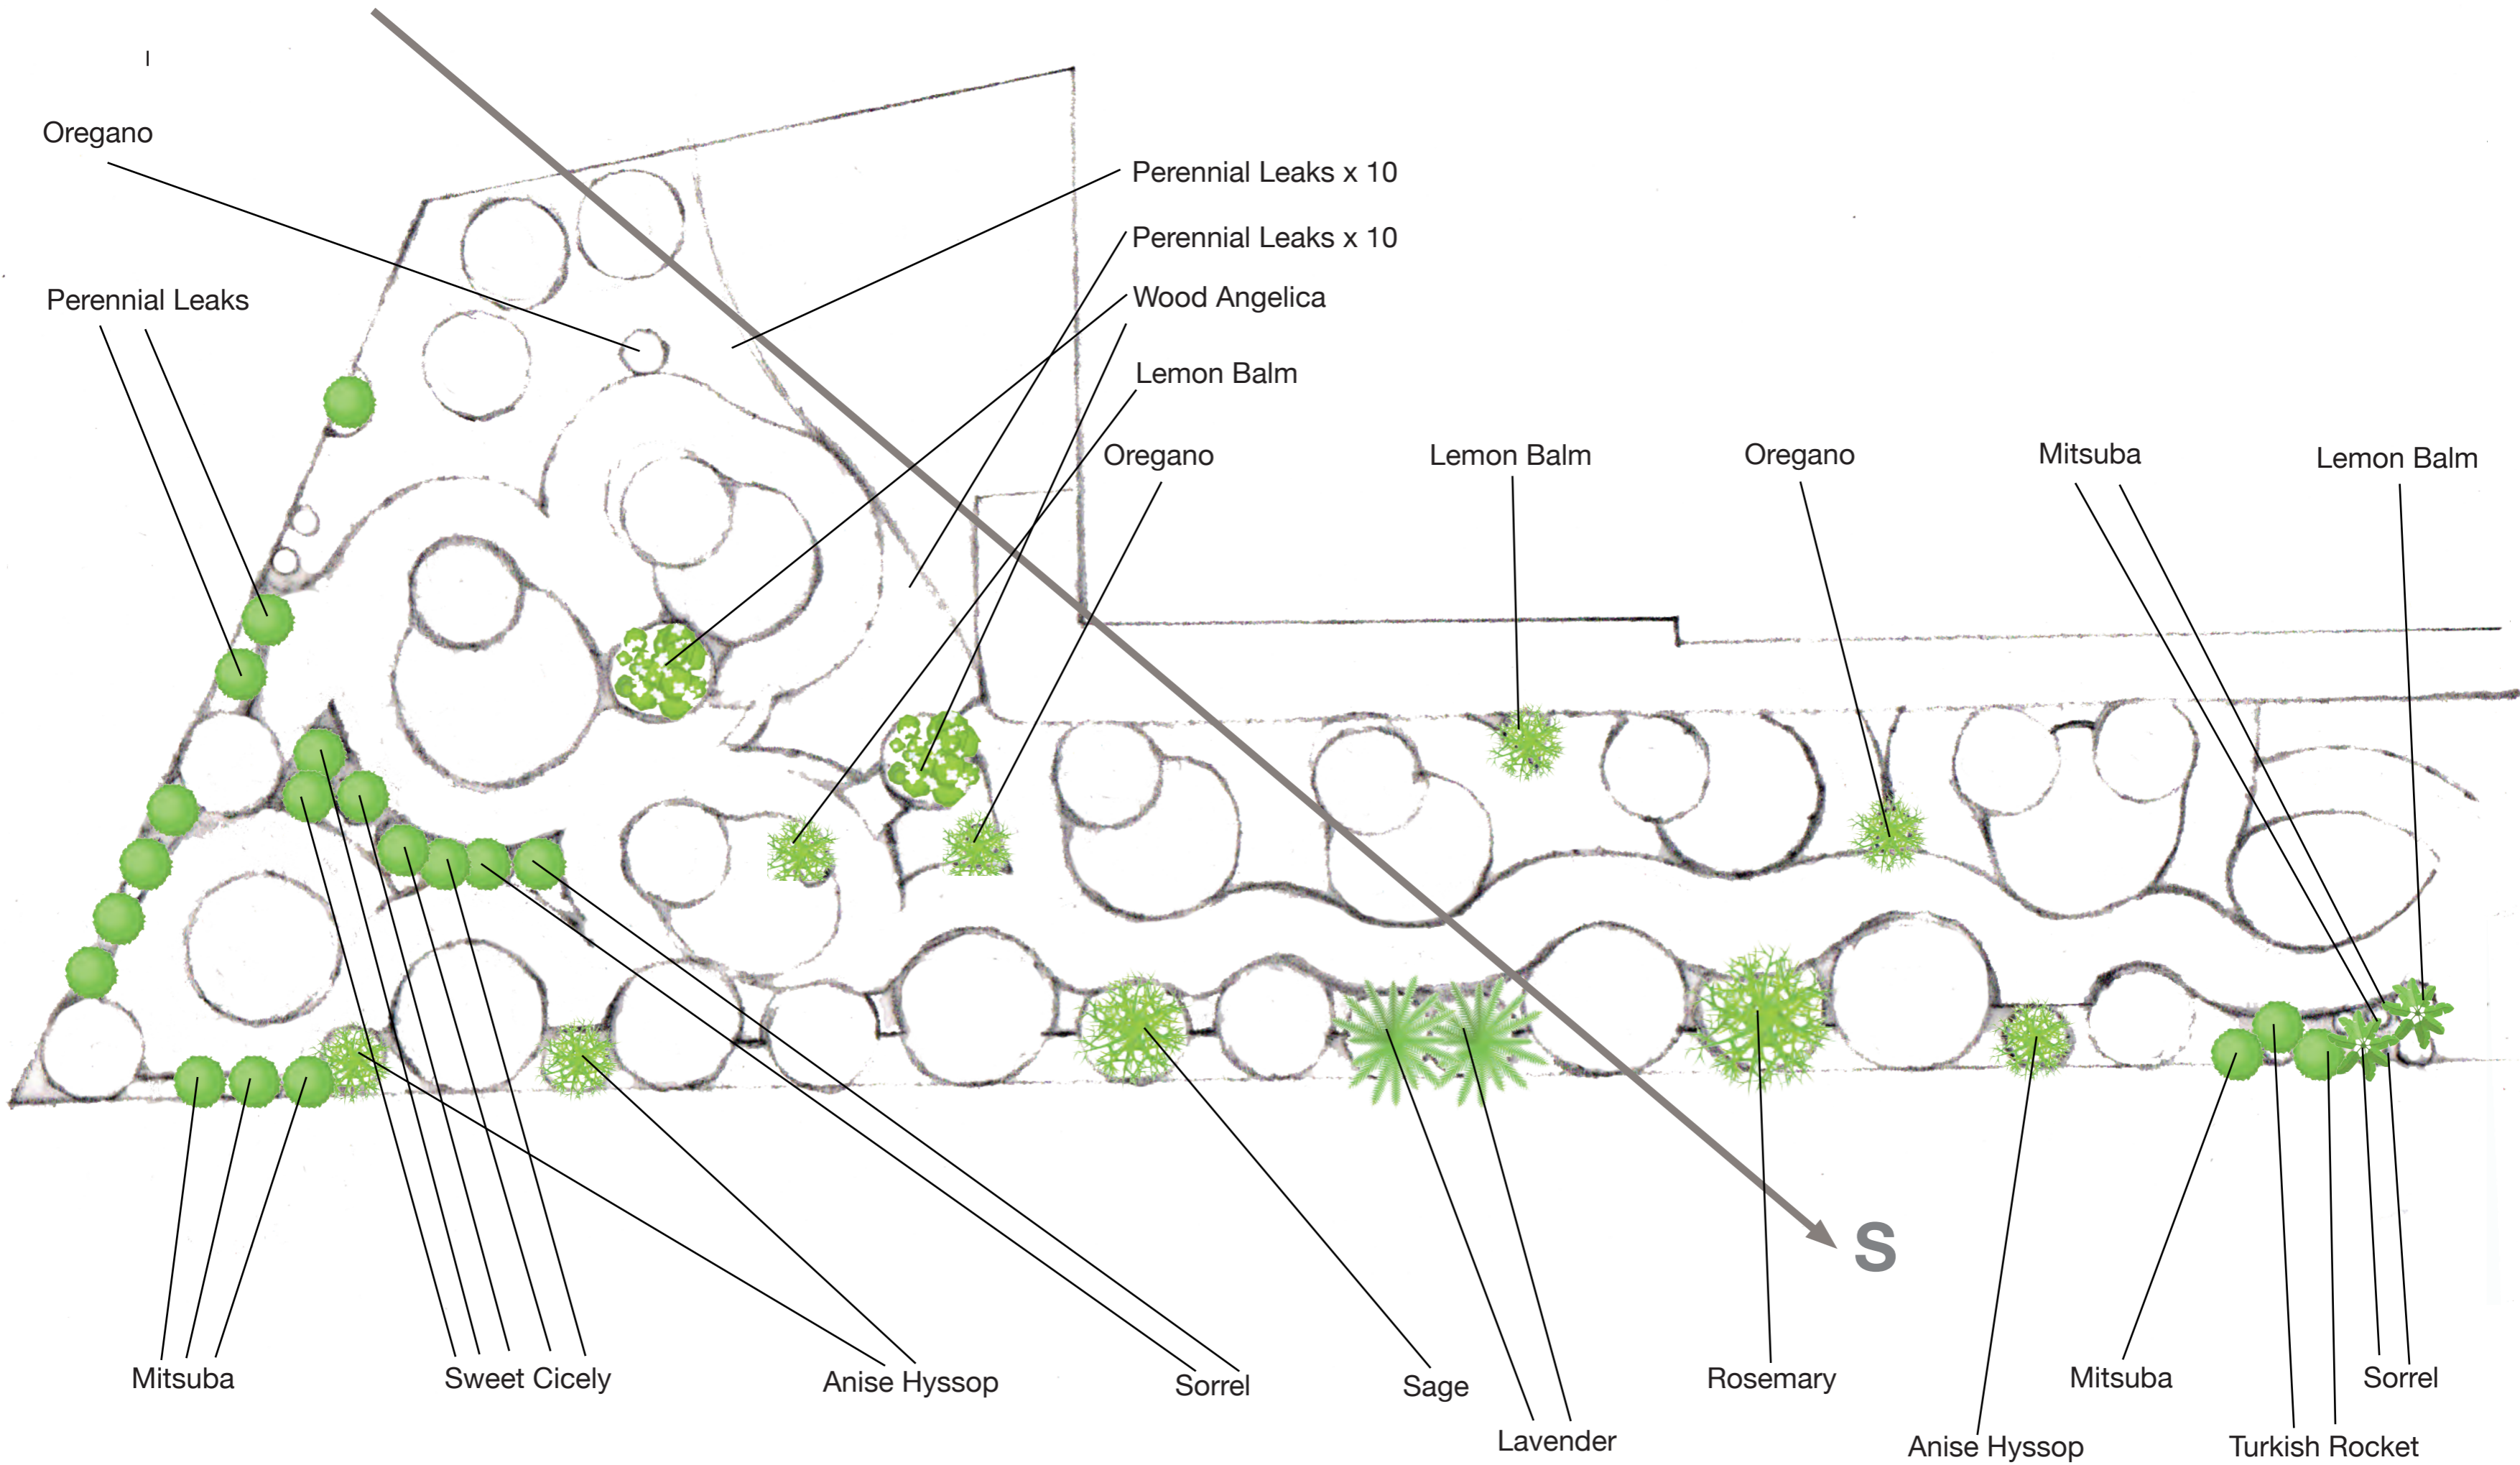 Oregano
Perennial Leaks x 10
Perennial Leaks x 10
Perennial Leaks
Wood Angelica
Lemon Balm
Oregano
Lemon Balm
Oregano
Mitsuba
Lemon Balm
S
Mitsuba
Sweet Cicely
Anise Hyssop
Sorrel
Sage
Rosemary
Mitsuba
Sorrel
Lavender
Anise Hyssop
Turkish Rocket